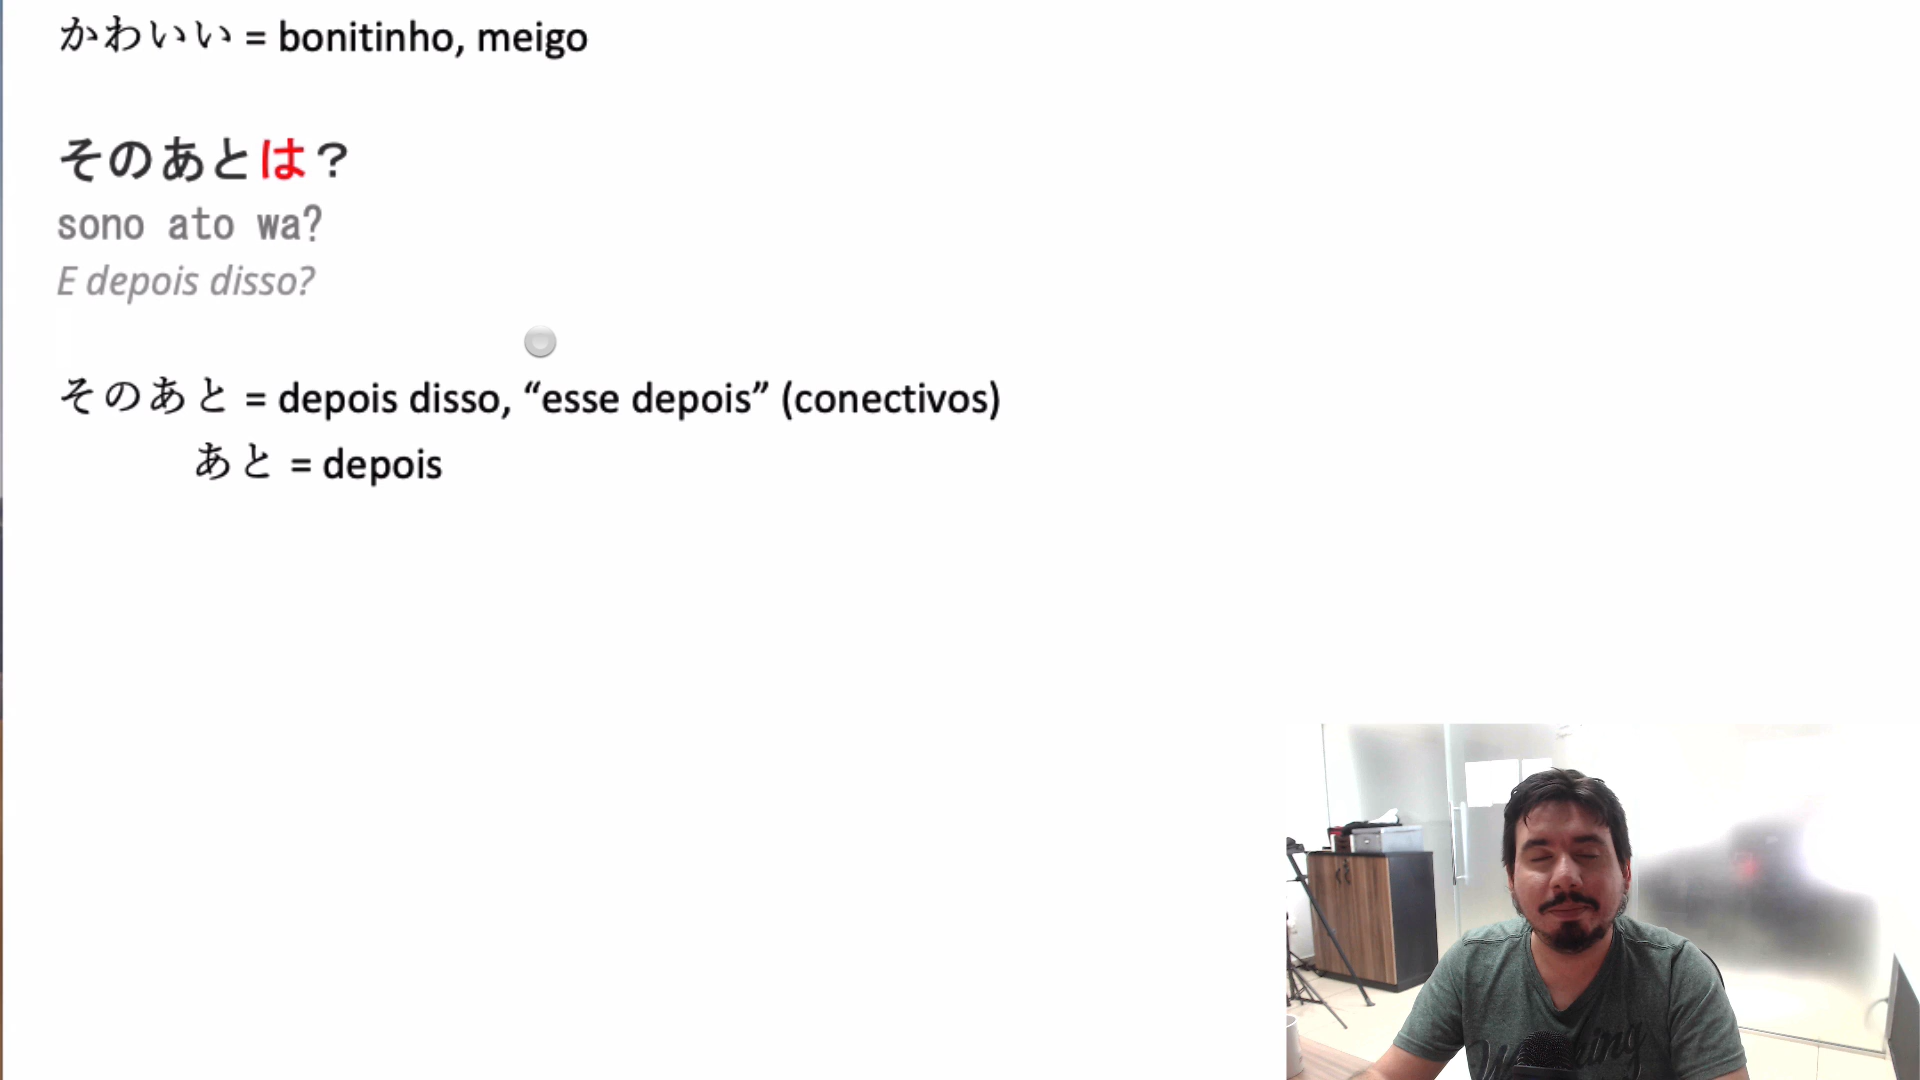 かわいい = bonitinho, meigo
そのあとは？
sono ato wa?
E depois disso?
そのあと = depois disso, “esse depois” (conectivos)
あと = depois